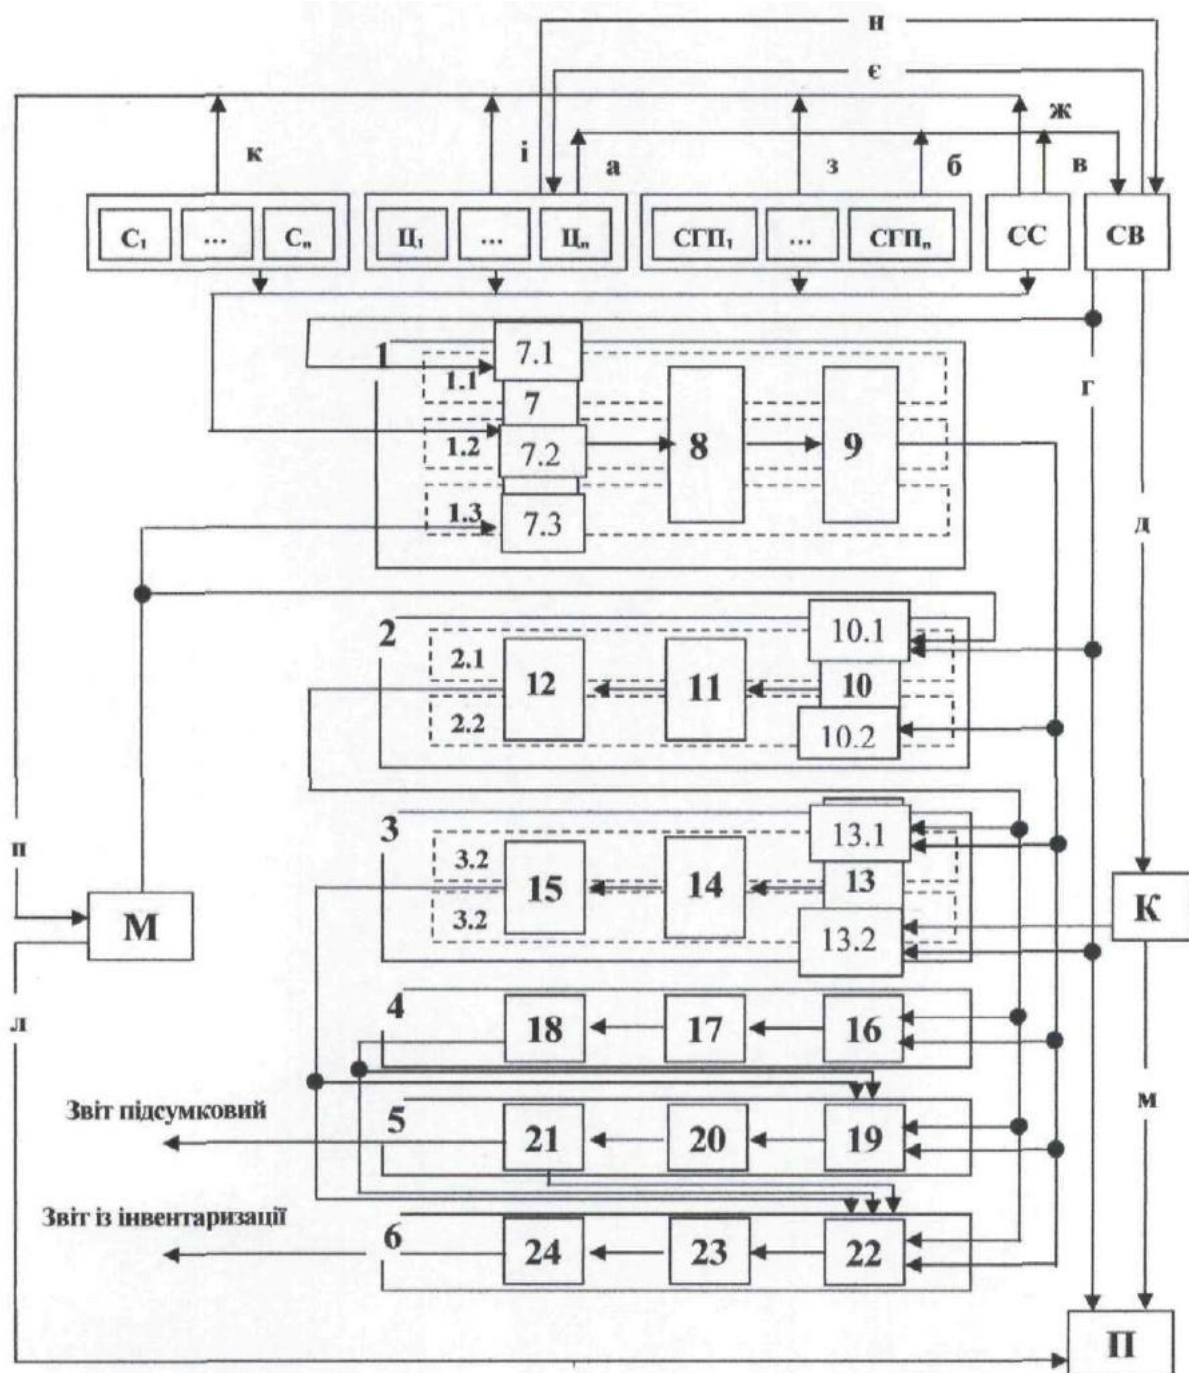 н
є
ж
к
і
а
з
б
в
С₁ ... Сₙ
Ц₁ ... Цₙ
СГП₁ ... СГПₙ
СС
СВ
1
7.1
1.1
7
г
1.2
7.2
8
9
1.3
7.3
д
2
10.1
2.1
12
11
10
2.2
10.2
3
13.1
3.2
15
14
13
3.2
13.2
п
М
К
л
4
18
17
16
м
Звіт підсумковий
5
21
20
19
Звіт із інвентаризації
6
24
23
22
П